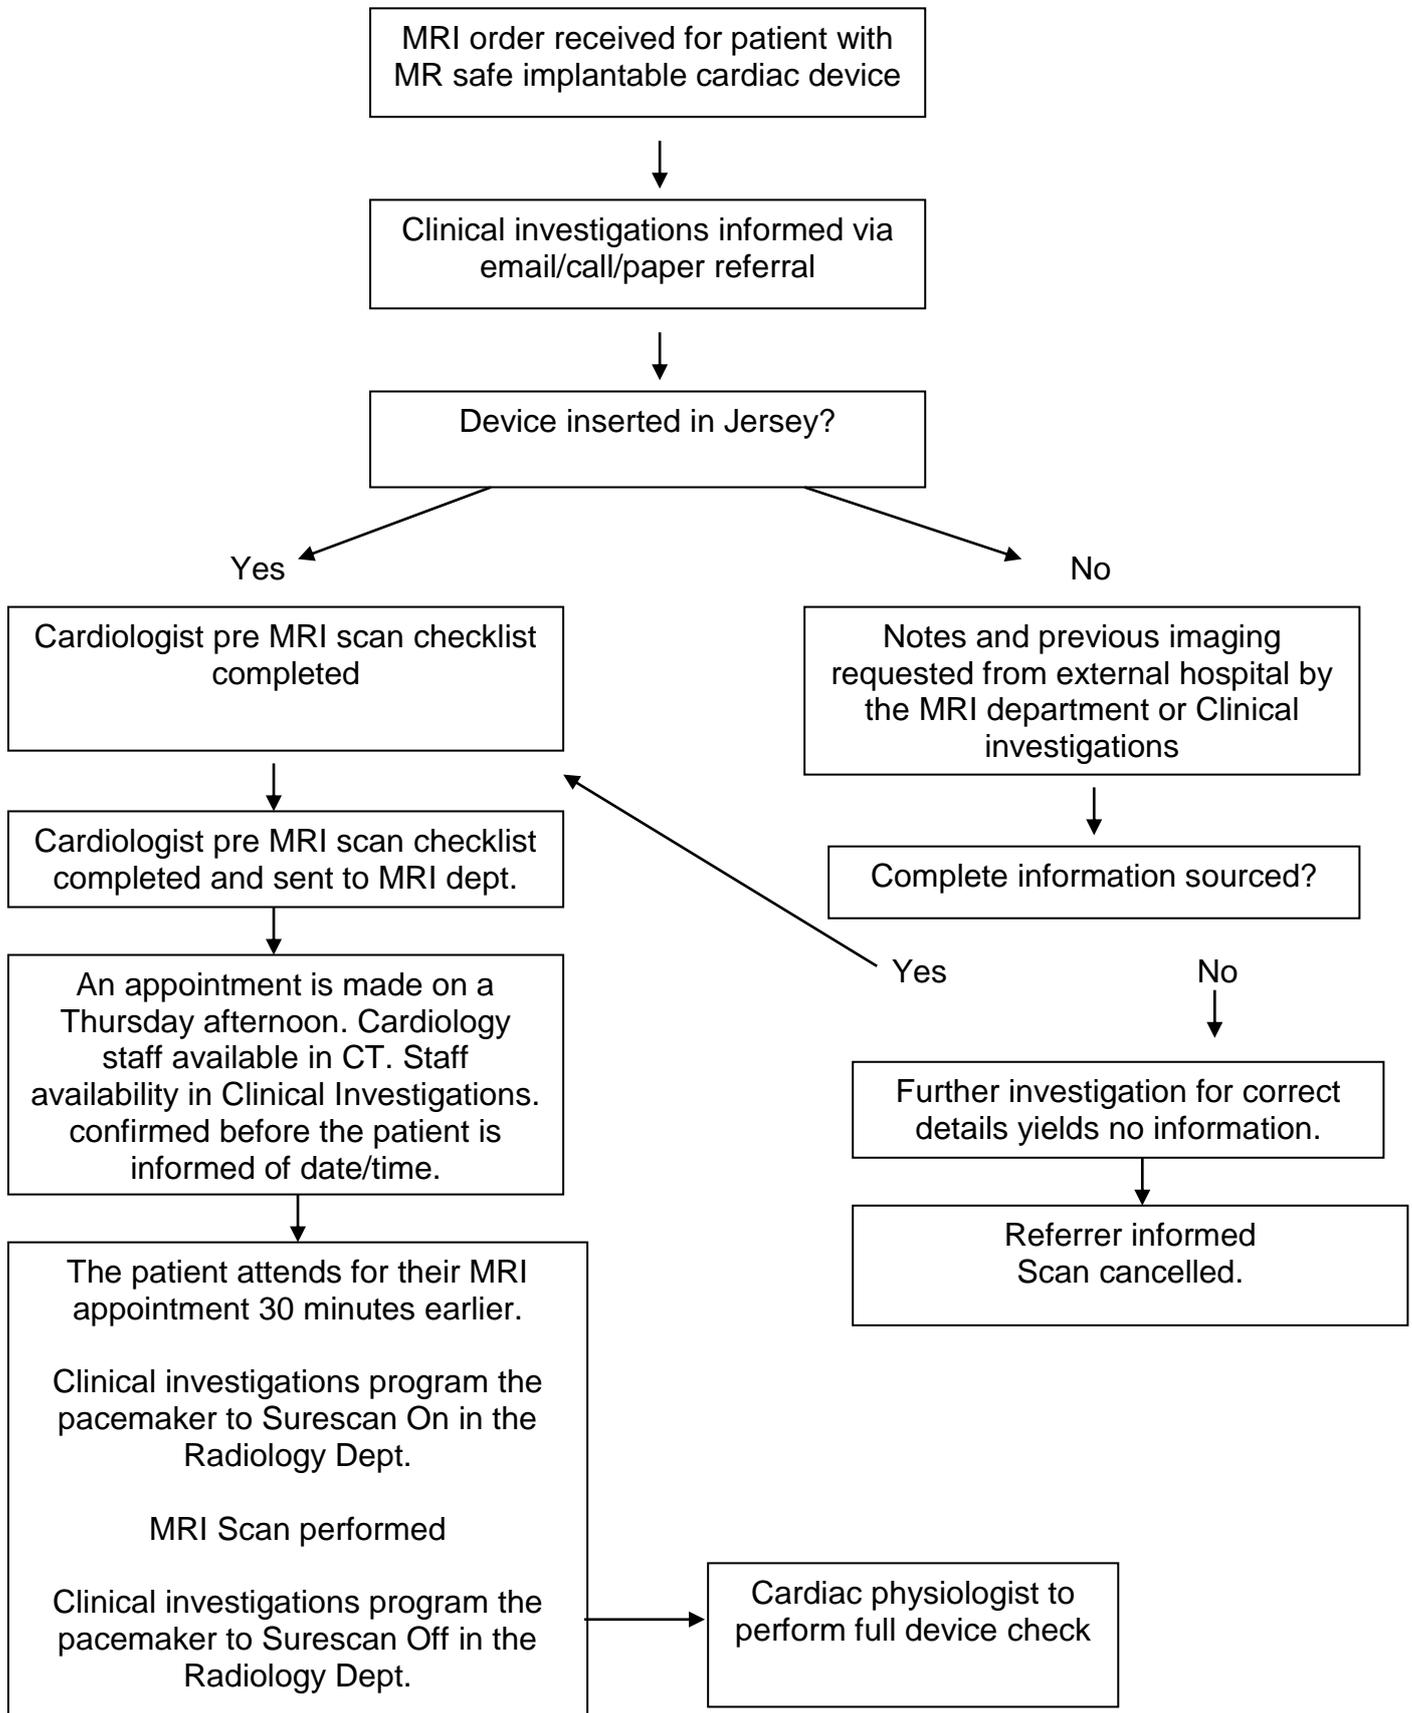 MRI order received for patient with
MR safe implantable cardiac device
Clinical investigations informed via
email/call/paper referral
Device inserted in Jersey?
Yes
No
Cardiologist pre MRI scan checklist
completed
Notes and previous imaging
requested from external hospital by
the MRI department or Clinical
investigations
Cardiologist pre MRI scan checklist
completed and sent to MRI dept.
Complete information sourced?
Yes
No
An appointment is made on a
Thursday afternoon. Cardiology
staff available in CT. Staff
availability in Clinical Investigations.
confirmed before the patient is
informed of date/time.
Further investigation for correct
details yields no information.
Referrer informed
Scan cancelled.
The patient attends for their MRI
appointment 30 minutes earlier.
Clinical investigations program the
pacemaker to Surescan On in the
Radiology Dept.
MRI Scan performed
Clinical investigations program the
pacemaker to Surescan Off in the
Radiology Dept.
Cardiac physiologist to
perform full device check